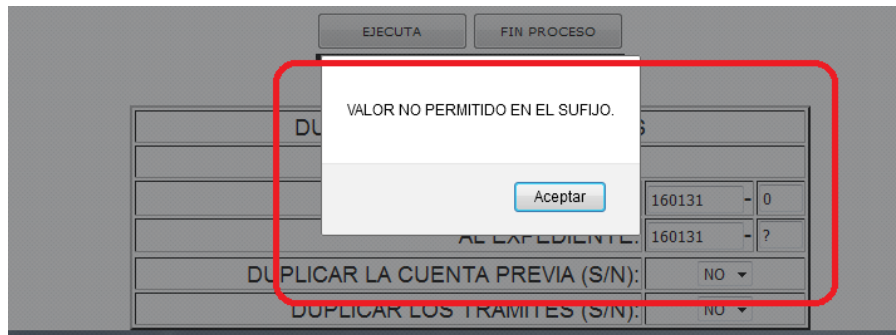 EJECUTA FIN PROCESO
VALOR NO PERMITIDO EN EL SUFIJO.
Aceptar
160131 - 0
AL EXPEDIENTE: 160131 - ?
DUPLICAR LA CUENTA PREVIA (S/N): NO
DUPLICAR LOS TRAMITES (S/N): NO